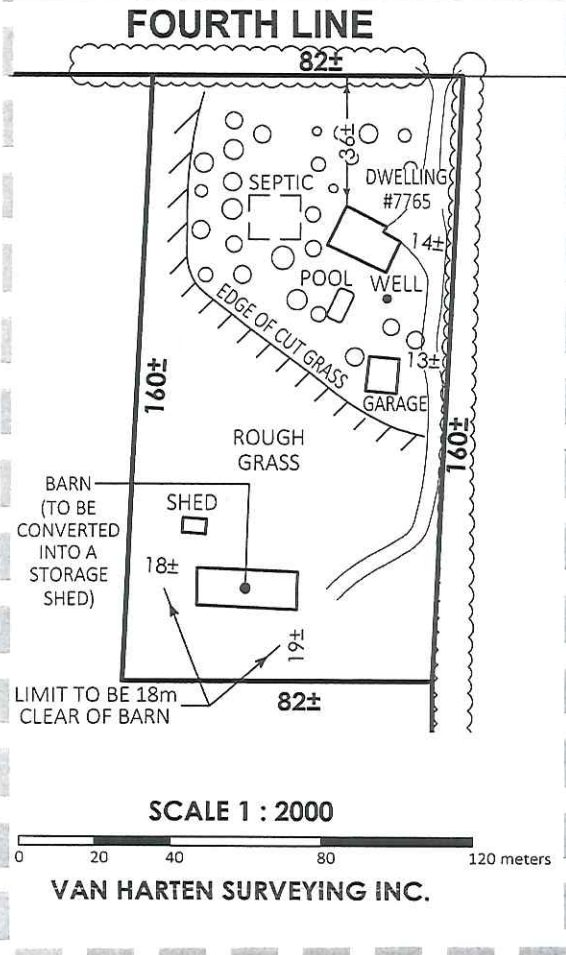 FOURTH LINE
82±
36±
SEPTIC
DWELLING
#7765
14±
POOL
WELL
EDGE OF CUT GRASS
13±
GARAGE
160±
160±
ROUGH
GRASS
BARN
(TO BE
CONVERTED
INTO A
STORAGE
SHED)
SHED
18±
19±
LIMIT TO BE 18m
CLEAR OF BARN
82±
SCALE 1 : 2000
0 20 40 80 120 meters
VAN HARTEN SURVEYING INC.